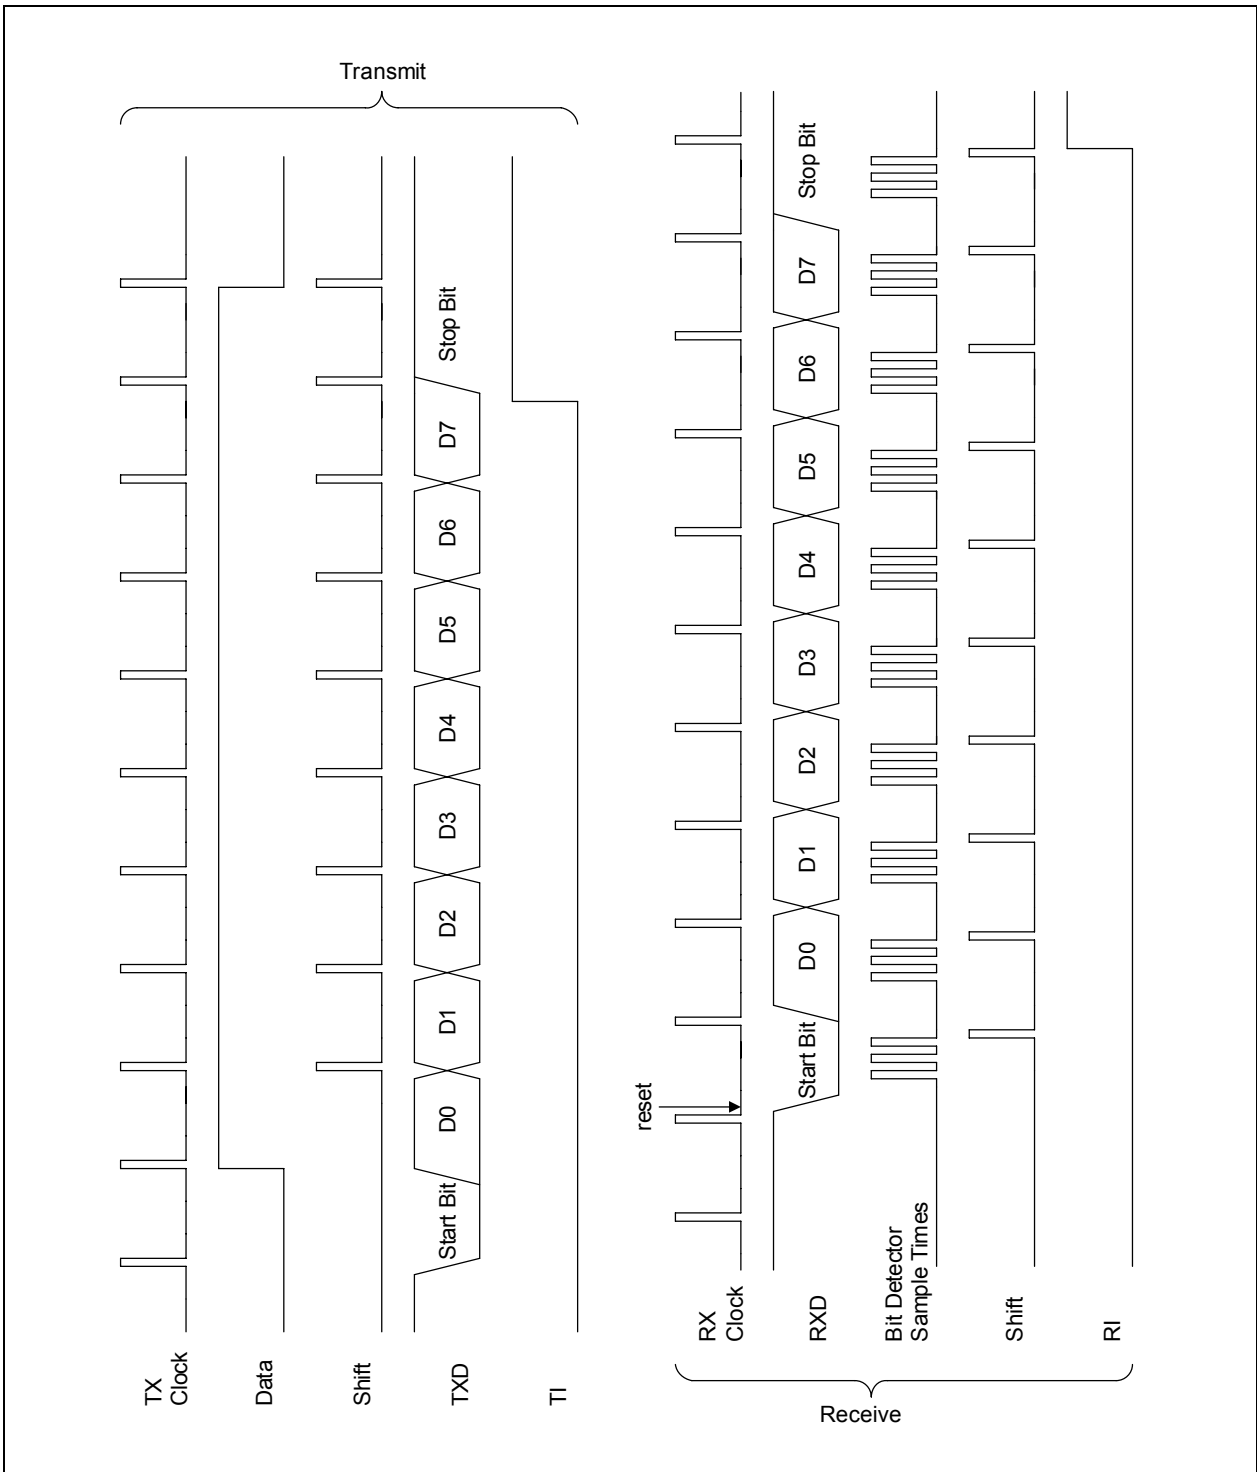 Transmit
TX
Clock
Data
Shift
TXD
TI
Start Bit
D0
D1
D2
D3
D4
D5
D6
D7
Stop Bit
RX
Clock
RXD
Bit Detector
Sample Times
Shift
RI
reset
Start Bit
D0
D1
D2
D3
D4
D5
D6
D7
Stop Bit
Receive